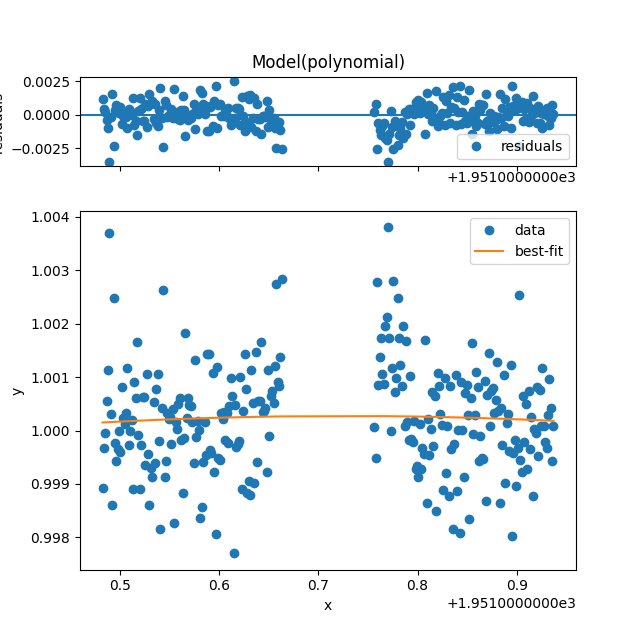 Model(polynomial)
0.0025
0.0000
−0.0025
residuals
+1.9510000000e3
1.004
1.003
1.002
1.001
1.000
0.999
0.998
y
data
best-fit
0.5
0.6
0.7
0.8
0.9
x
+1.9510000000e3